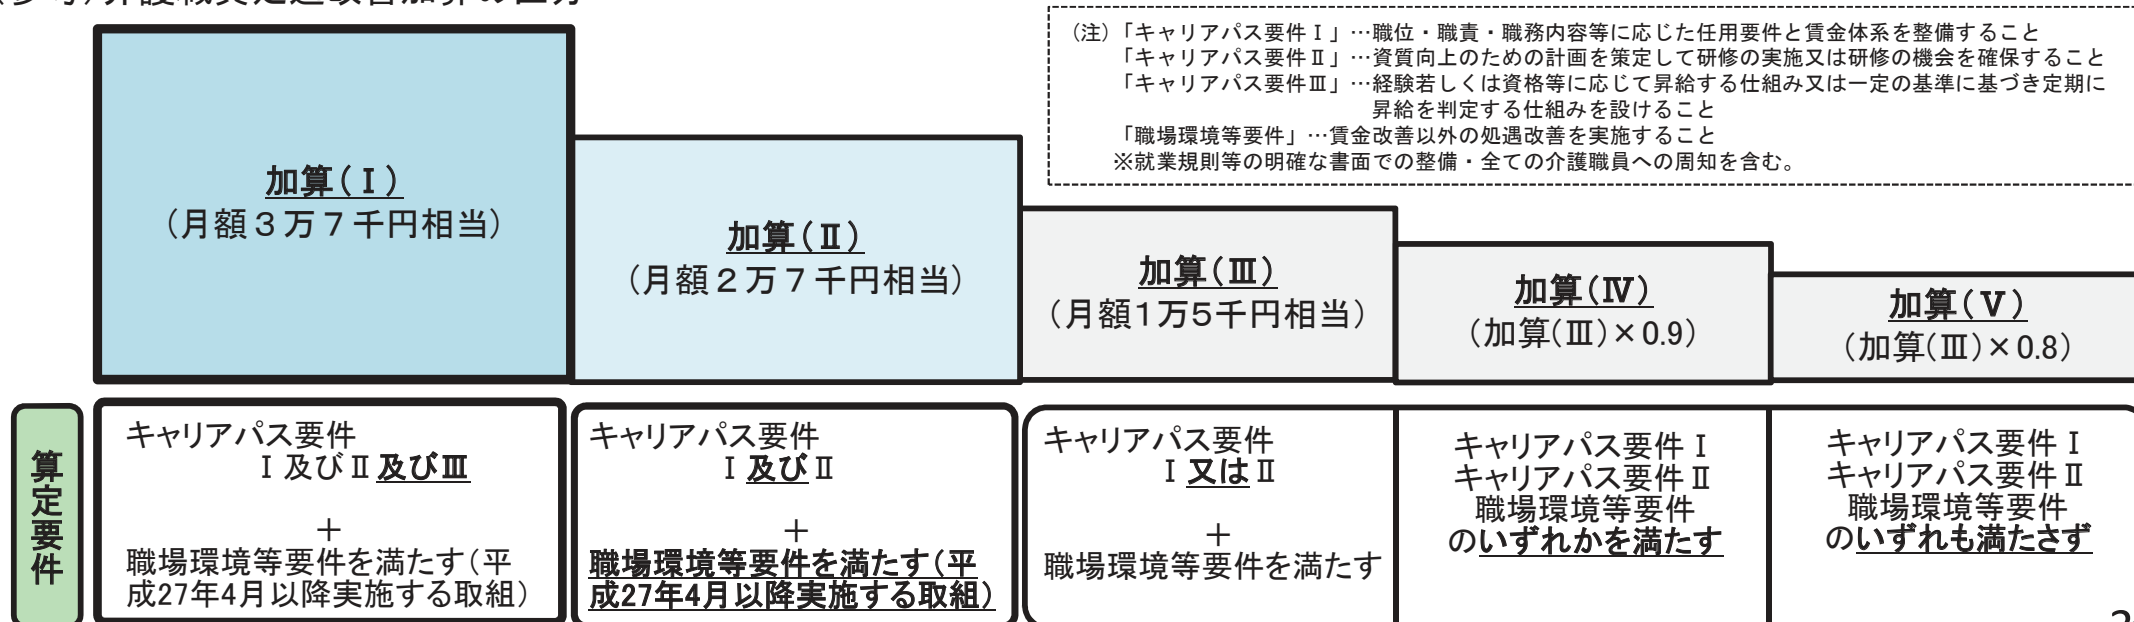 (注)「キャリアパス要件Ⅰ」…職位・職責・職務内容等に応じた任用要件と賃金体系を整備すること
「キャリアパス要件Ⅱ」…資質向上のための計画を策定して研修の実施又は研修の機会を確保すること
「キャリアパス要件Ⅲ」…経験若しくは資格等に応じて昇給する仕組み又は一定の基準に基づき定期に
昇給を判定する仕組みを設けること
「職場環境等要件」…賃金改善以外の処遇改善を実施すること
※就業規則等の明確な書面での整備・全ての介護職員への周知を含む。
加算(Ⅰ)
(月額3万7千円相当)
加算(Ⅱ)
(月額2万7千円相当)
加算(Ⅲ)
(月額1万5千円相当)
加算(Ⅳ)
(加算(Ⅲ)×0.9)
加算(Ⅴ)
(加算(Ⅲ)×0.8)
算定要件
キャリアパス要件
Ⅰ及びⅡ及びⅢ
+
職場環境等要件を満たす(平
成27年4月以降実施する取組)
キャリアパス要件
Ⅰ及びⅡ
+
職場環境等要件を満たす(平
成27年4月以降実施する取組)
キャリアパス要件
Ⅰ又はⅡ
+
職場環境等要件を満たす
キャリアパス要件Ⅰ
キャリアパス要件Ⅱ
職場環境等要件
のいずれかを満たす
キャリアパス要件Ⅰ
キャリアパス要件Ⅱ
職場環境等要件
のいずれも満たさず